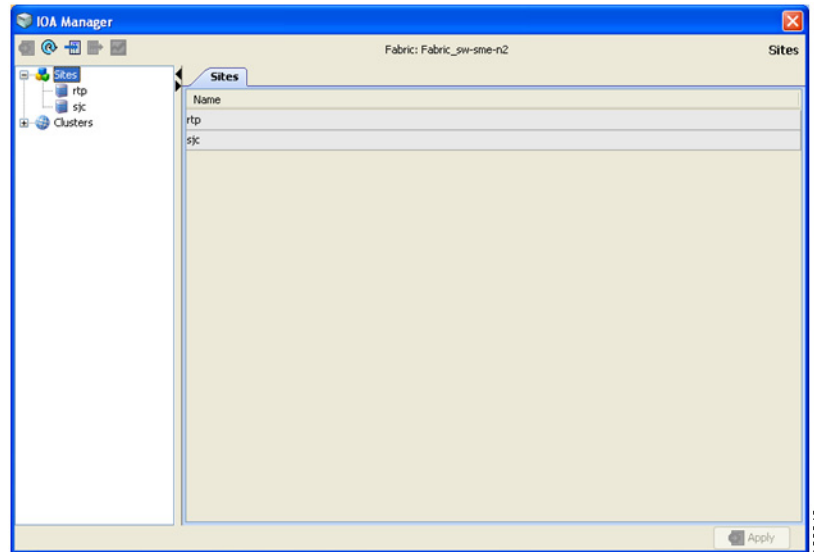 IOA Manager
Fabric: Fabric_sw-sme-n2
Sites
Sites
rtp
sjc
Clusters
Sites
Name
rtp
sjc
Apply